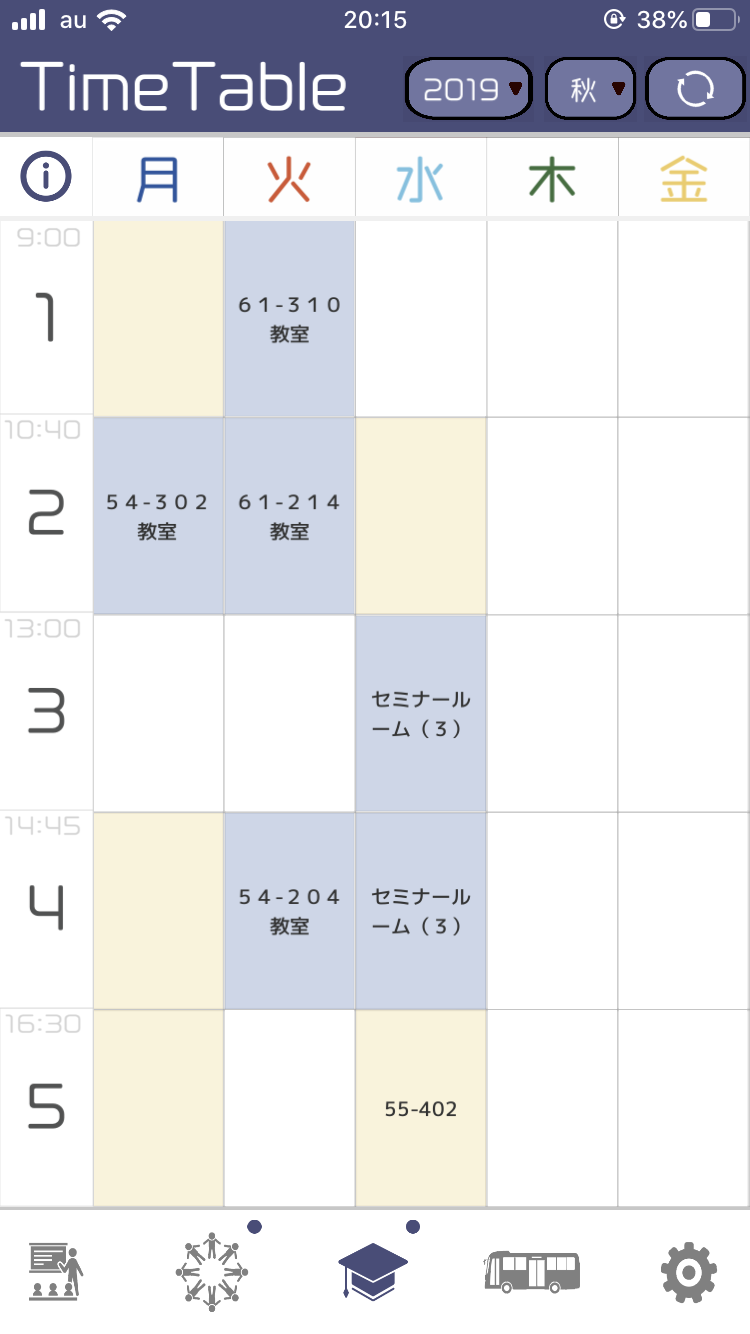 au 20:15 38%
TimeTable 2019 秋
月 火 水 木 金
9:00
1
６１-３１０
教室
10:40
2
５４-３０２
教室
６１-２１４
教室
13:00
3
セミナール
ーム（３）
14:45
4
５４-２０４
教室
セミナール
ーム（３）
16:30
5
55-402